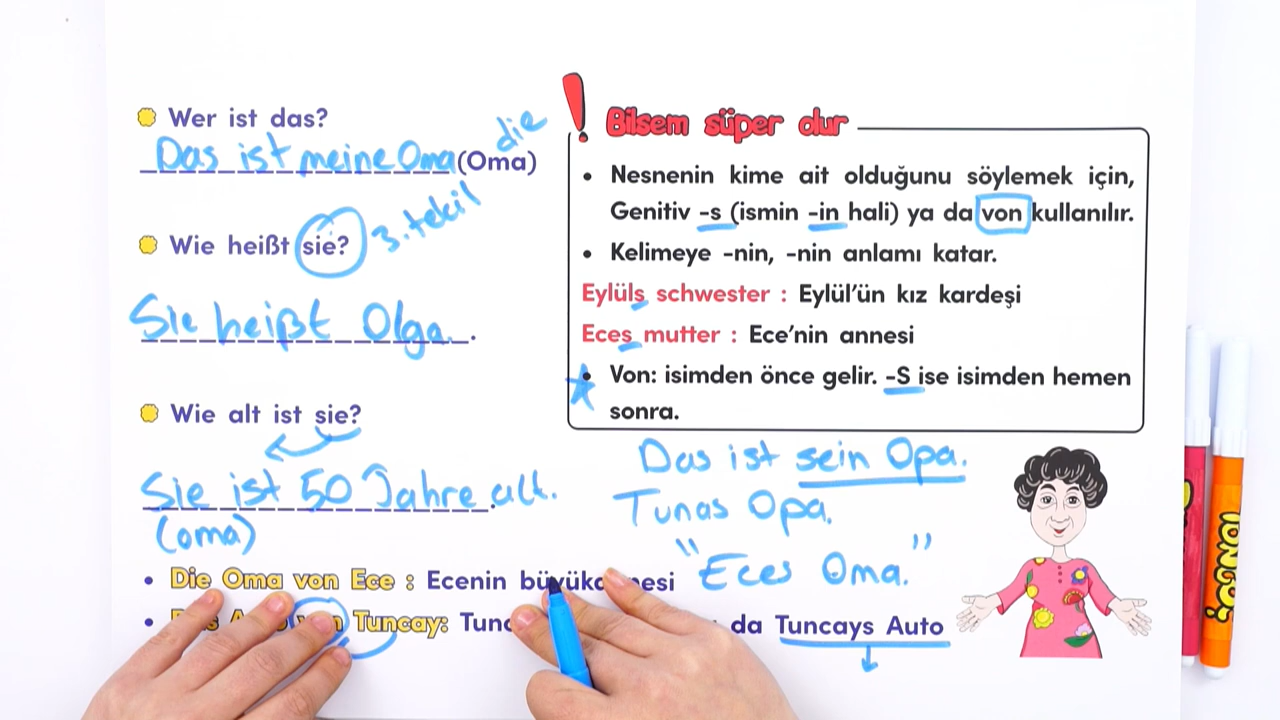 Wer ist das?
die
Das ist meine Oma (Oma)
3. tekil
Wie heißt sie?
Sie heißt Olga.
Wie alt ist sie?
Sie ist 50 Jahre alt.
(oma)
Bilsem süper olur
• Nesnenin kime ait olduğunu söylemek için,
Genitiv -s (ismin -in hali) ya da von kullanılır.
• Kelimeye -nin, -nin anlamı katar.
Eylüls schwester : Eylül'ün kız kardeşi
Eces mutter : Ece'nin annesi
• Von: isimden önce gelir. -S ise isimden hemen
sonra.
Das ist sein Opa.
Tunas Opa.
"Eces Oma."
• Die Oma von Ece : Ecenin
• Tuncay: da Tuncays Auto